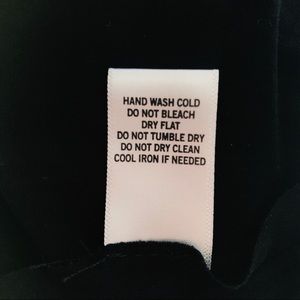 HAND WASH COLD
DO NOT BLEACH
DRY FLAT
DO NOT TUMBLE DRY
DO NOT DRY CLEAN
COOL IRON IF NEEDED